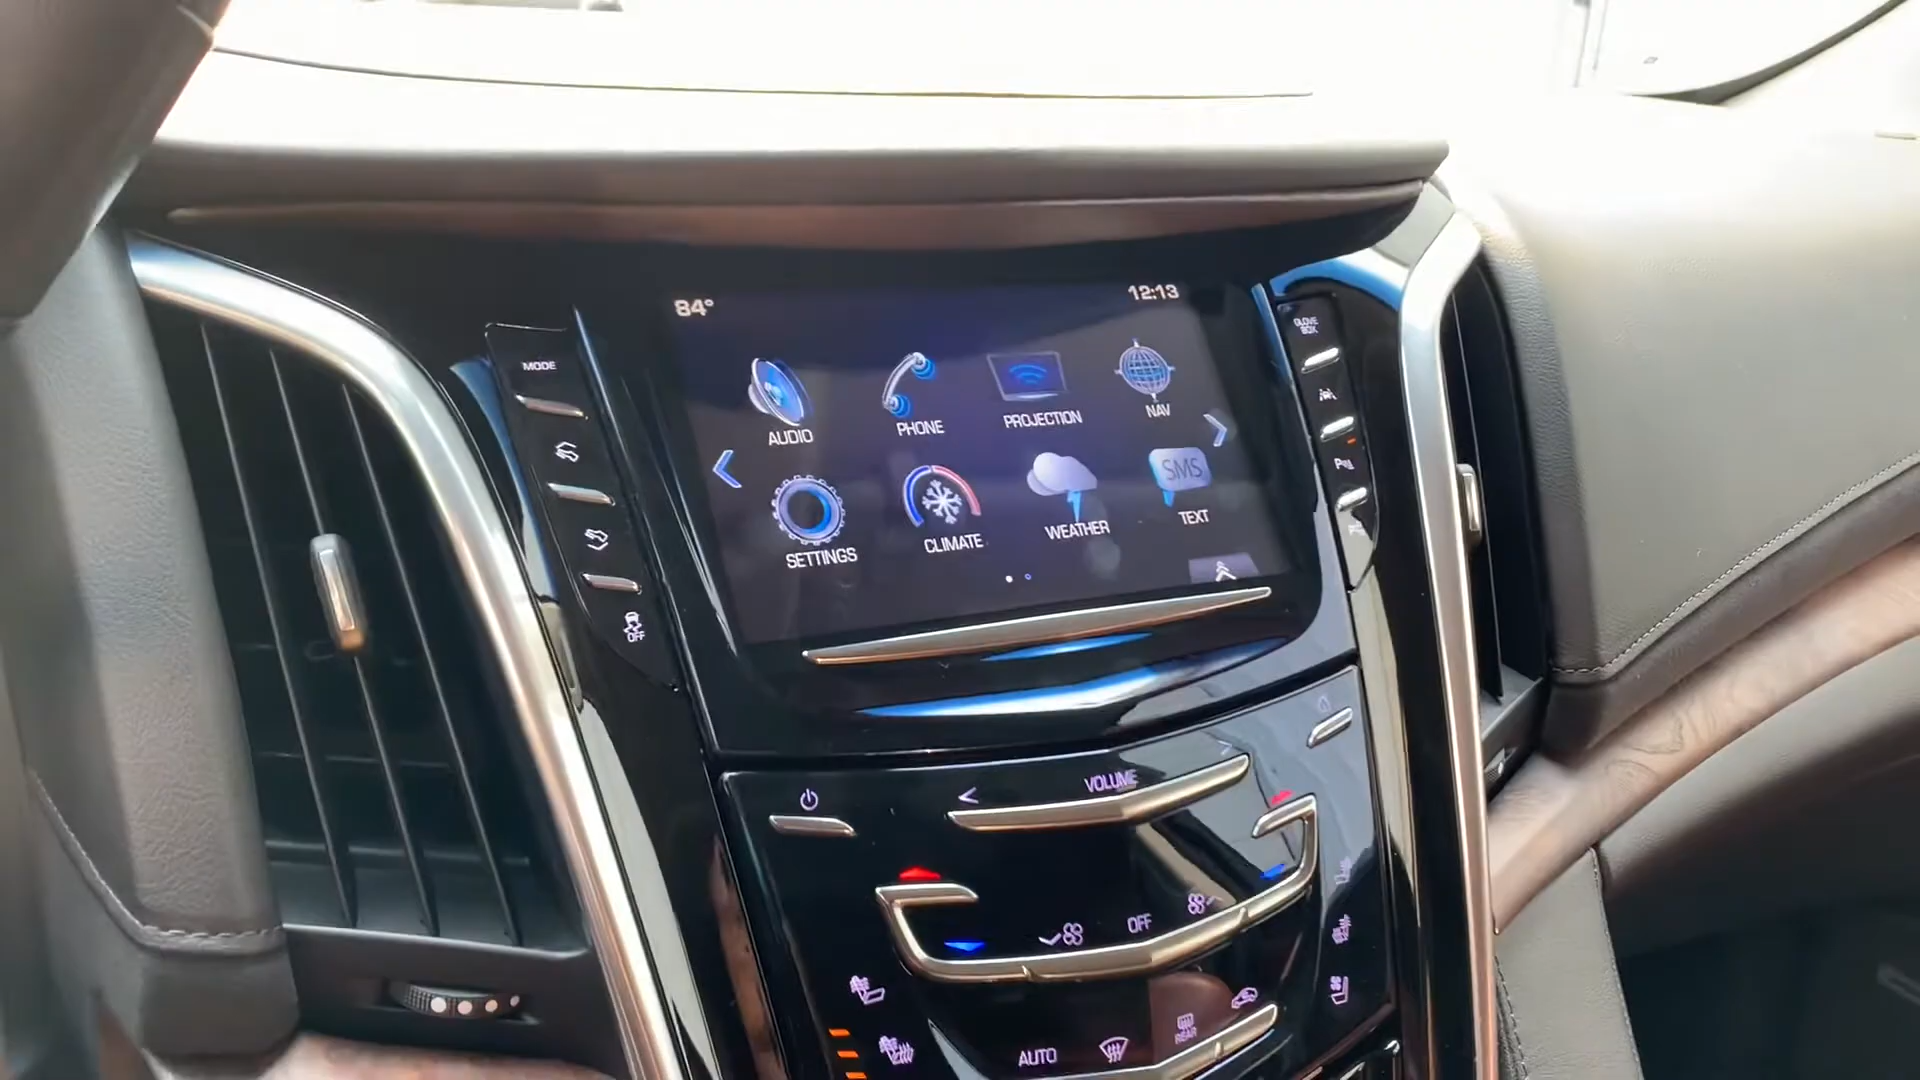 84°
12:13
GLOVE
BOX
MODE
AUDIO
PHONE
PROJECTION
NAV
SETTINGS
CLIMATE
WEATHER
SMS
TEXT
OFF
VOLUME
OFF
AUTO
REAR